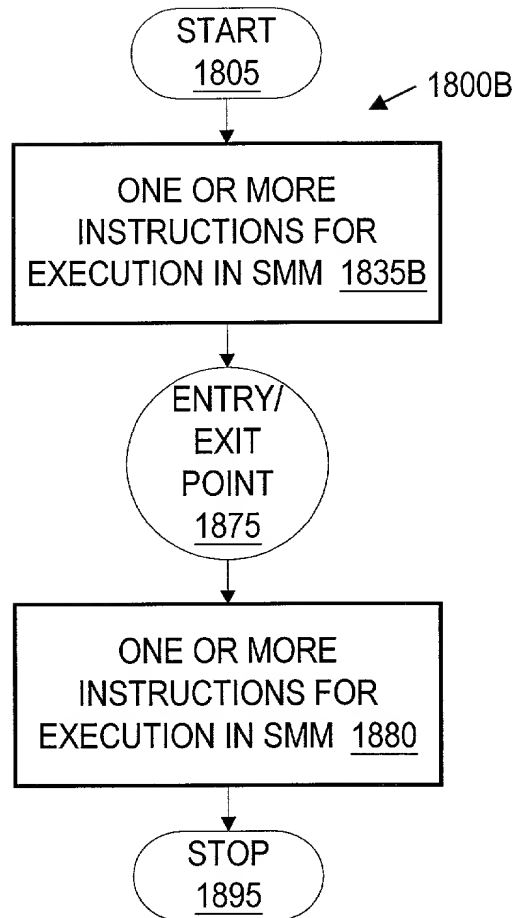 START
1805
1800B
ONE OR MORE
INSTRUCTIONS FOR
EXECUTION IN SMM 1835B
ENTRY/
EXIT
POINT
1875
ONE OR MORE
INSTRUCTIONS FOR
EXECUTION IN SMM 1880
STOP
1895